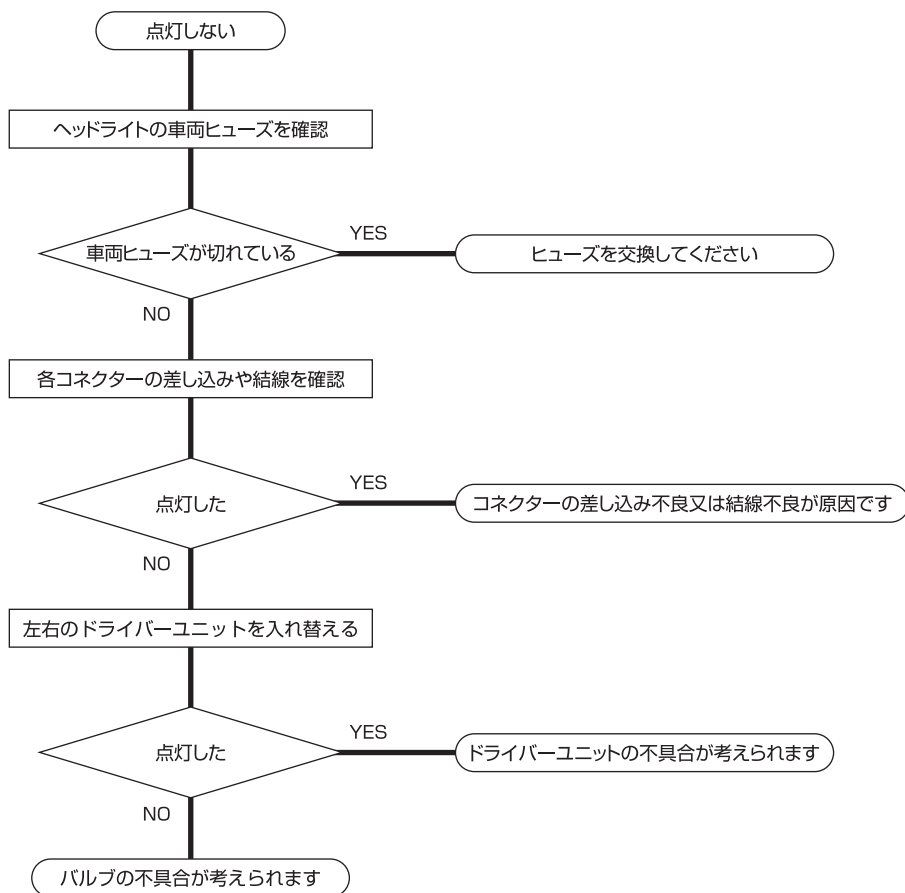 点灯しない
ヘッドライトの車両ヒューズを確認
車両ヒューズが切れている
YES
ヒューズを交換してください
NO
各コネクターの差し込みや結線を確認
点灯した
YES
コネクターの差し込み不良又は結線不良が原因です
NO
左右のドライバーユニットを入れ替える
点灯した
YES
ドライバーユニットの不具合が考えられます
NO
バルブの不具合が考えられます